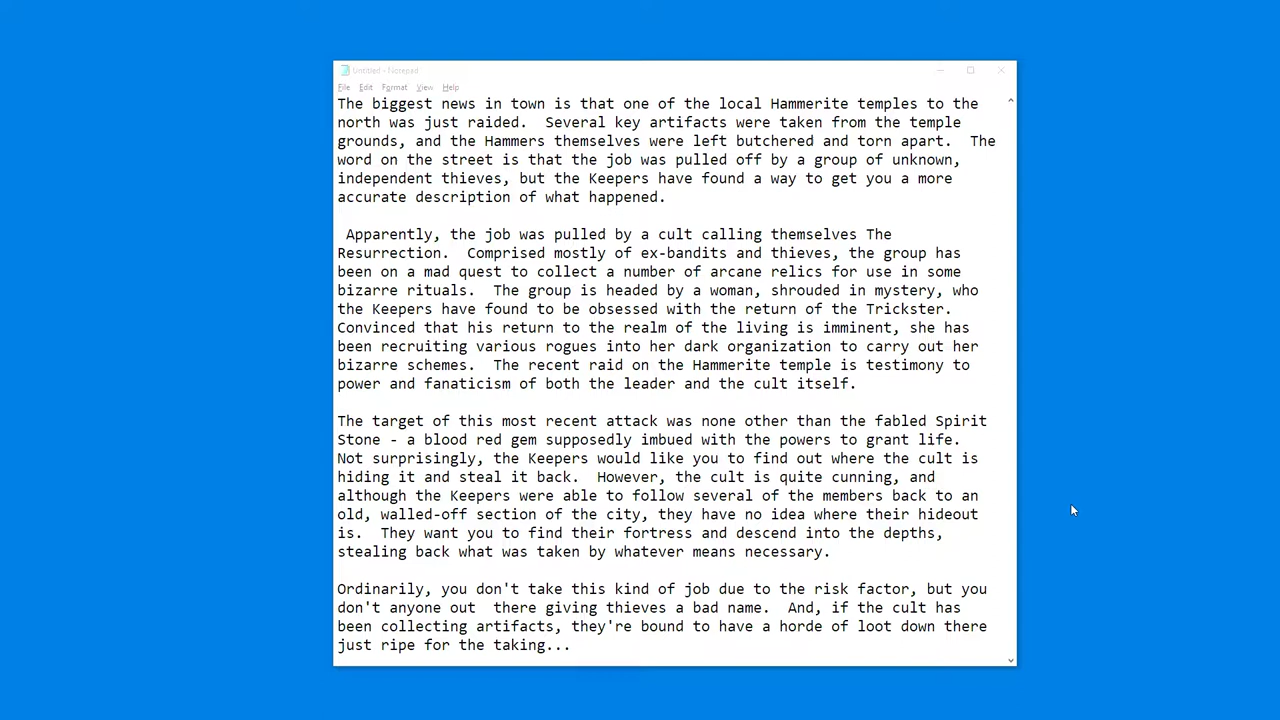 Untitled - Notepad
File Edit Format View Help
The biggest news in town is that one of the local Hammerite temples to the
north was just raided.  Several key artifacts were taken from the temple
grounds, and the Hammers themselves were left butchered and torn apart.  The
word on the street is that the job was pulled off by a group of unknown,
independent thieves, but the Keepers have found a way to get you a more
accurate description of what happened.

 Apparently, the job was pulled by a cult calling themselves The
Resurrection.  Comprised mostly of ex-bandits and thieves, the group has
been on a mad quest to collect a number of arcane relics for use in some
bizarre rituals.  The group is headed by a woman, shrouded in mystery, who
the Keepers have found to be obsessed with the return of the Trickster.
Convinced that his return to the realm of the living is imminent, she has
been recruiting various rogues into her dark organization to carry out her
bizarre schemes.  The recent raid on the Hammerite temple is testimony to
power and fanaticism of both the leader and the cult itself.

The target of this most recent attack was none other than the fabled Spirit
Stone - a blood red gem supposedly imbued with the powers to grant life.
Not surprisingly, the Keepers would like you to find out where the cult is
hiding it and steal it back.  However, the cult is quite cunning, and
although the Keepers were able to follow several of the members back to an
old, walled-off section of the city, they have no idea where their hideout
is.  They want you to find their fortress and descend into the depths,
stealing back what was taken by whatever means necessary.

Ordinarily, you don't take this kind of job due to the risk factor, but you
don't anyone out  there giving thieves a bad name.  And, if the cult has
been collecting artifacts, they're bound to have a horde of loot down there
just ripe for the taking...